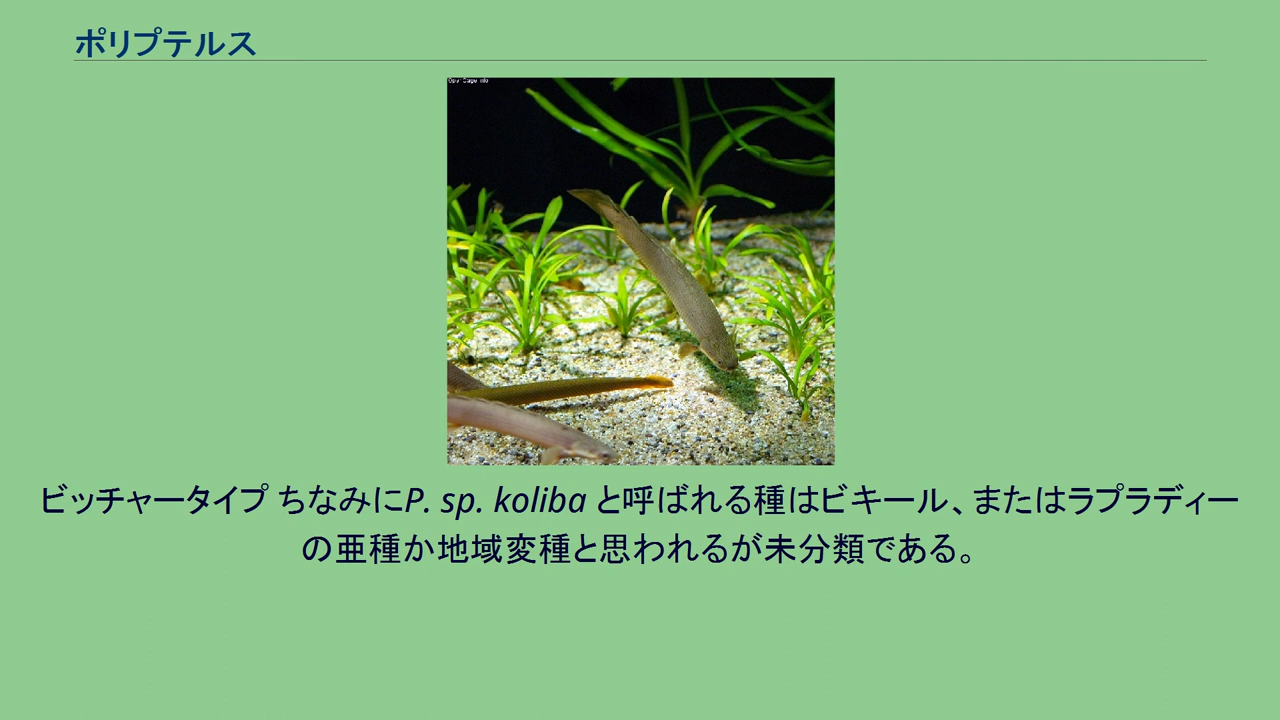 ポリプテルス
OpenCage info
ビッチャータイプ ちなみにP. sp. koliba と呼ばれる種はビキール、またはラプラディー
の亜種か地域変種と思われるが未分類である。